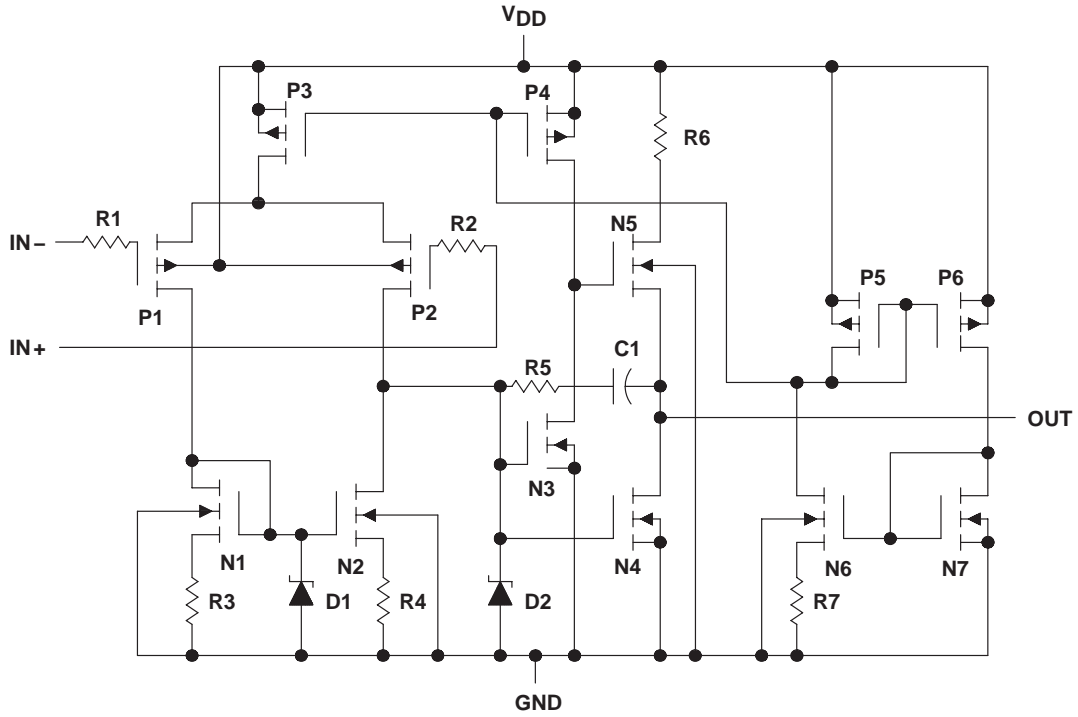 VDD
P3
P4
R6
R1
R2
N5
IN−
P5
P6
P1
P2
IN+
C1
R5
OUT
N3
N1
N2
N4
N6
N7
R3
D1
R4
D2
R7
GND